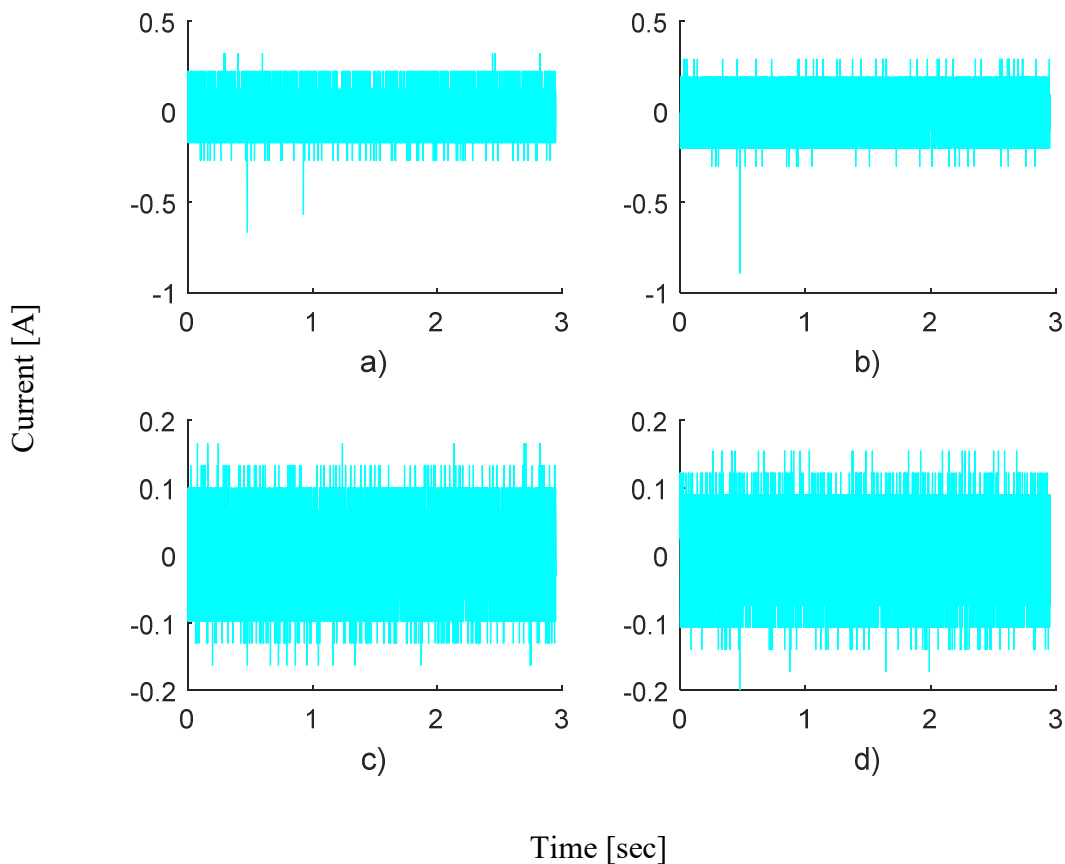 0.5 0.5
0 0
-0.5 -0.5
-1 -1
0 1 2 3 0 1 2 3
a) b)
Current [A]
0.2 0.2
0.1 0.1
0 0
-0.1 -0.1
-0.2 -0.2
0 1 2 3 0 1 2 3
c) d)
Time [sec]